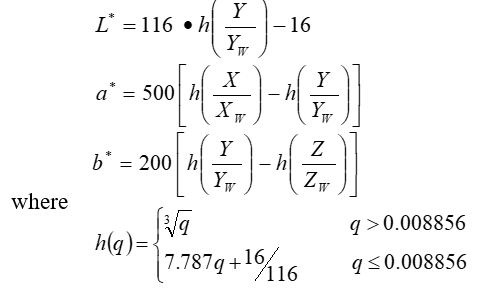 L* = 116 • h(Y/Y_W) − 16
a* = 500[h(X/X_W) − h(Y/Y_W)]
b* = 200[h(Y/Y_W) − h(Z/Z_W)]
where
h(q) = { ∛q q > 0.008856
7.787q + 16/116 q ≤ 0.008856